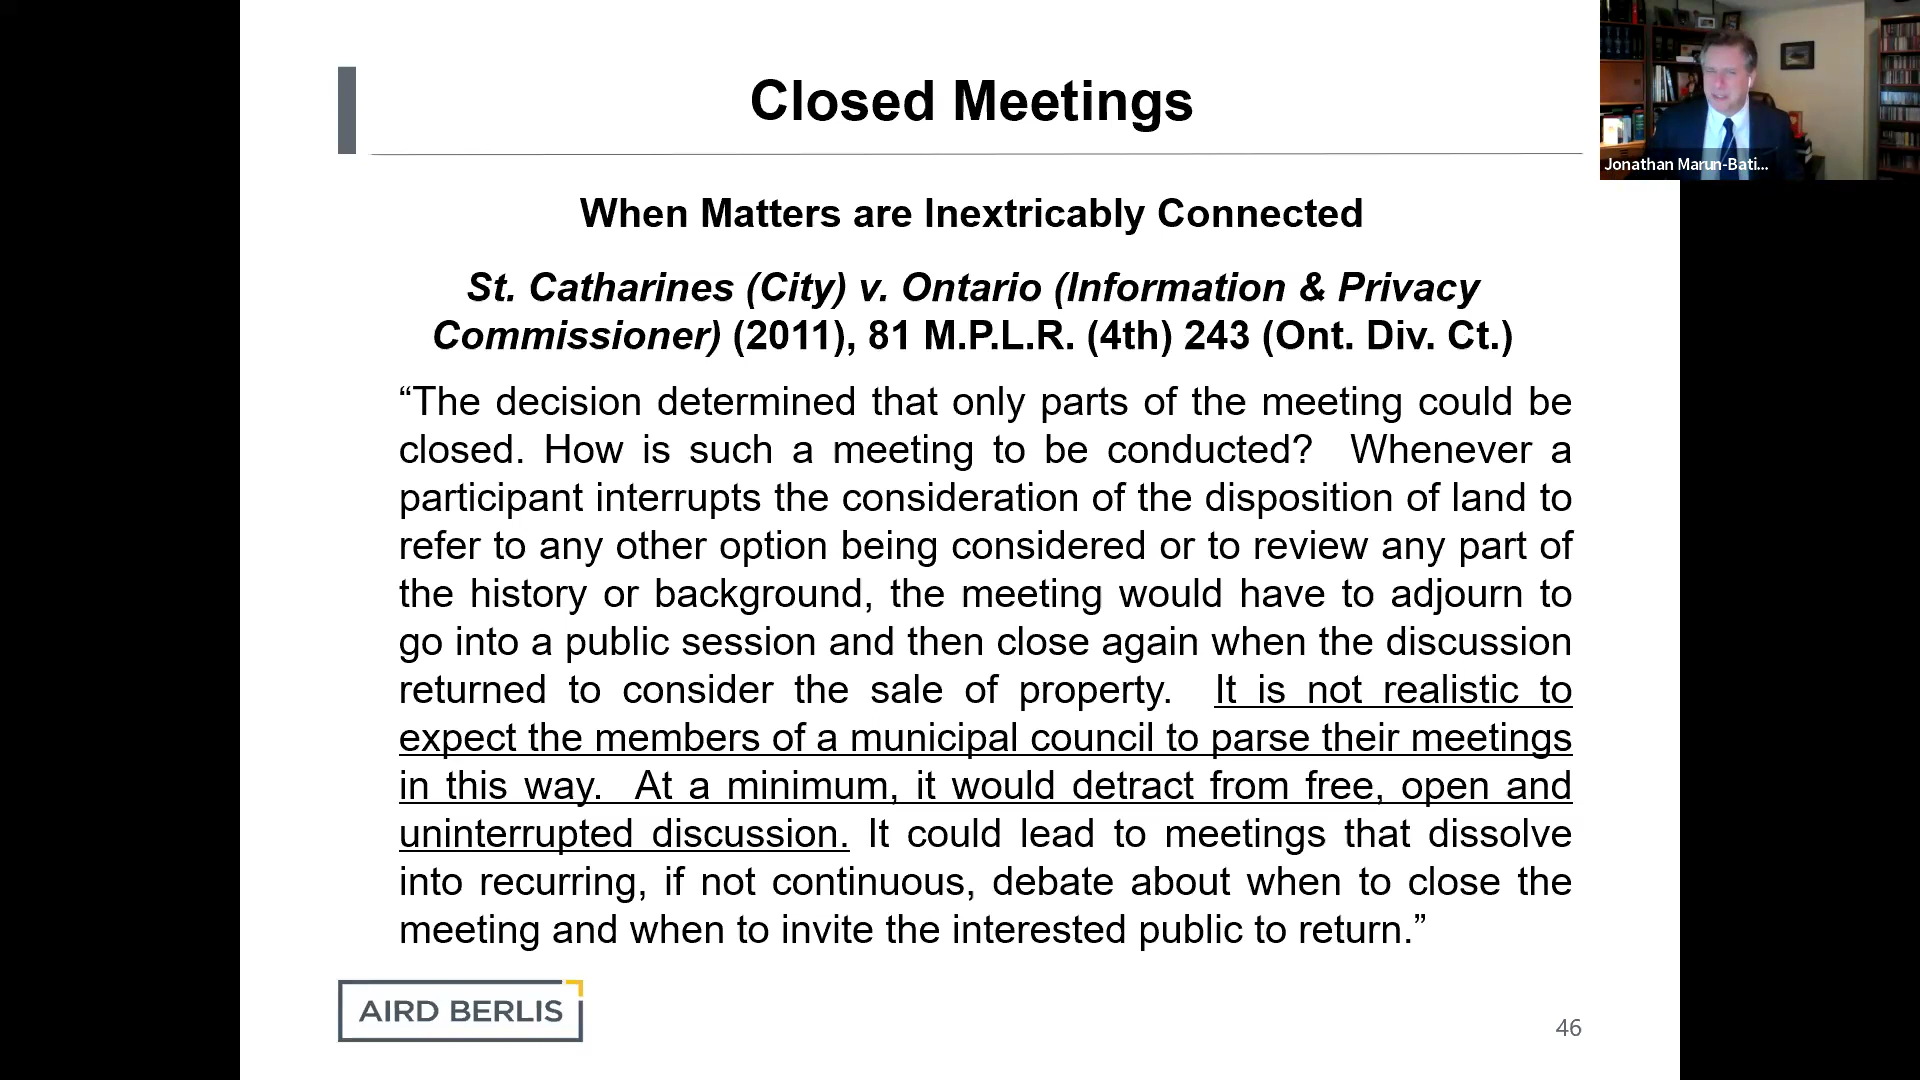 Closed Meetings
Jonathan Marun-Bati...
When Matters are Inextricably Connected
St. Catharines (City) v. Ontario (Information & Privacy
Commissioner) (2011), 81 M.P.L.R. (4th) 243 (Ont. Div. Ct.)
“The decision determined that only parts of the meeting could be
closed. How is such a meeting to be conducted? Whenever a
participant interrupts the consideration of the disposition of land to
refer to any other option being considered or to review any part of
the history or background, the meeting would have to adjourn to
go into a public session and then close again when the discussion
returned to consider the sale of property. It is not realistic to
expect the members of a municipal council to parse their meetings
in this way. At a minimum, it would detract from free, open and
uninterrupted discussion. It could lead to meetings that dissolve
into recurring, if not continuous, debate about when to close the
meeting and when to invite the interested public to return.”
AIRD BERLIS
46